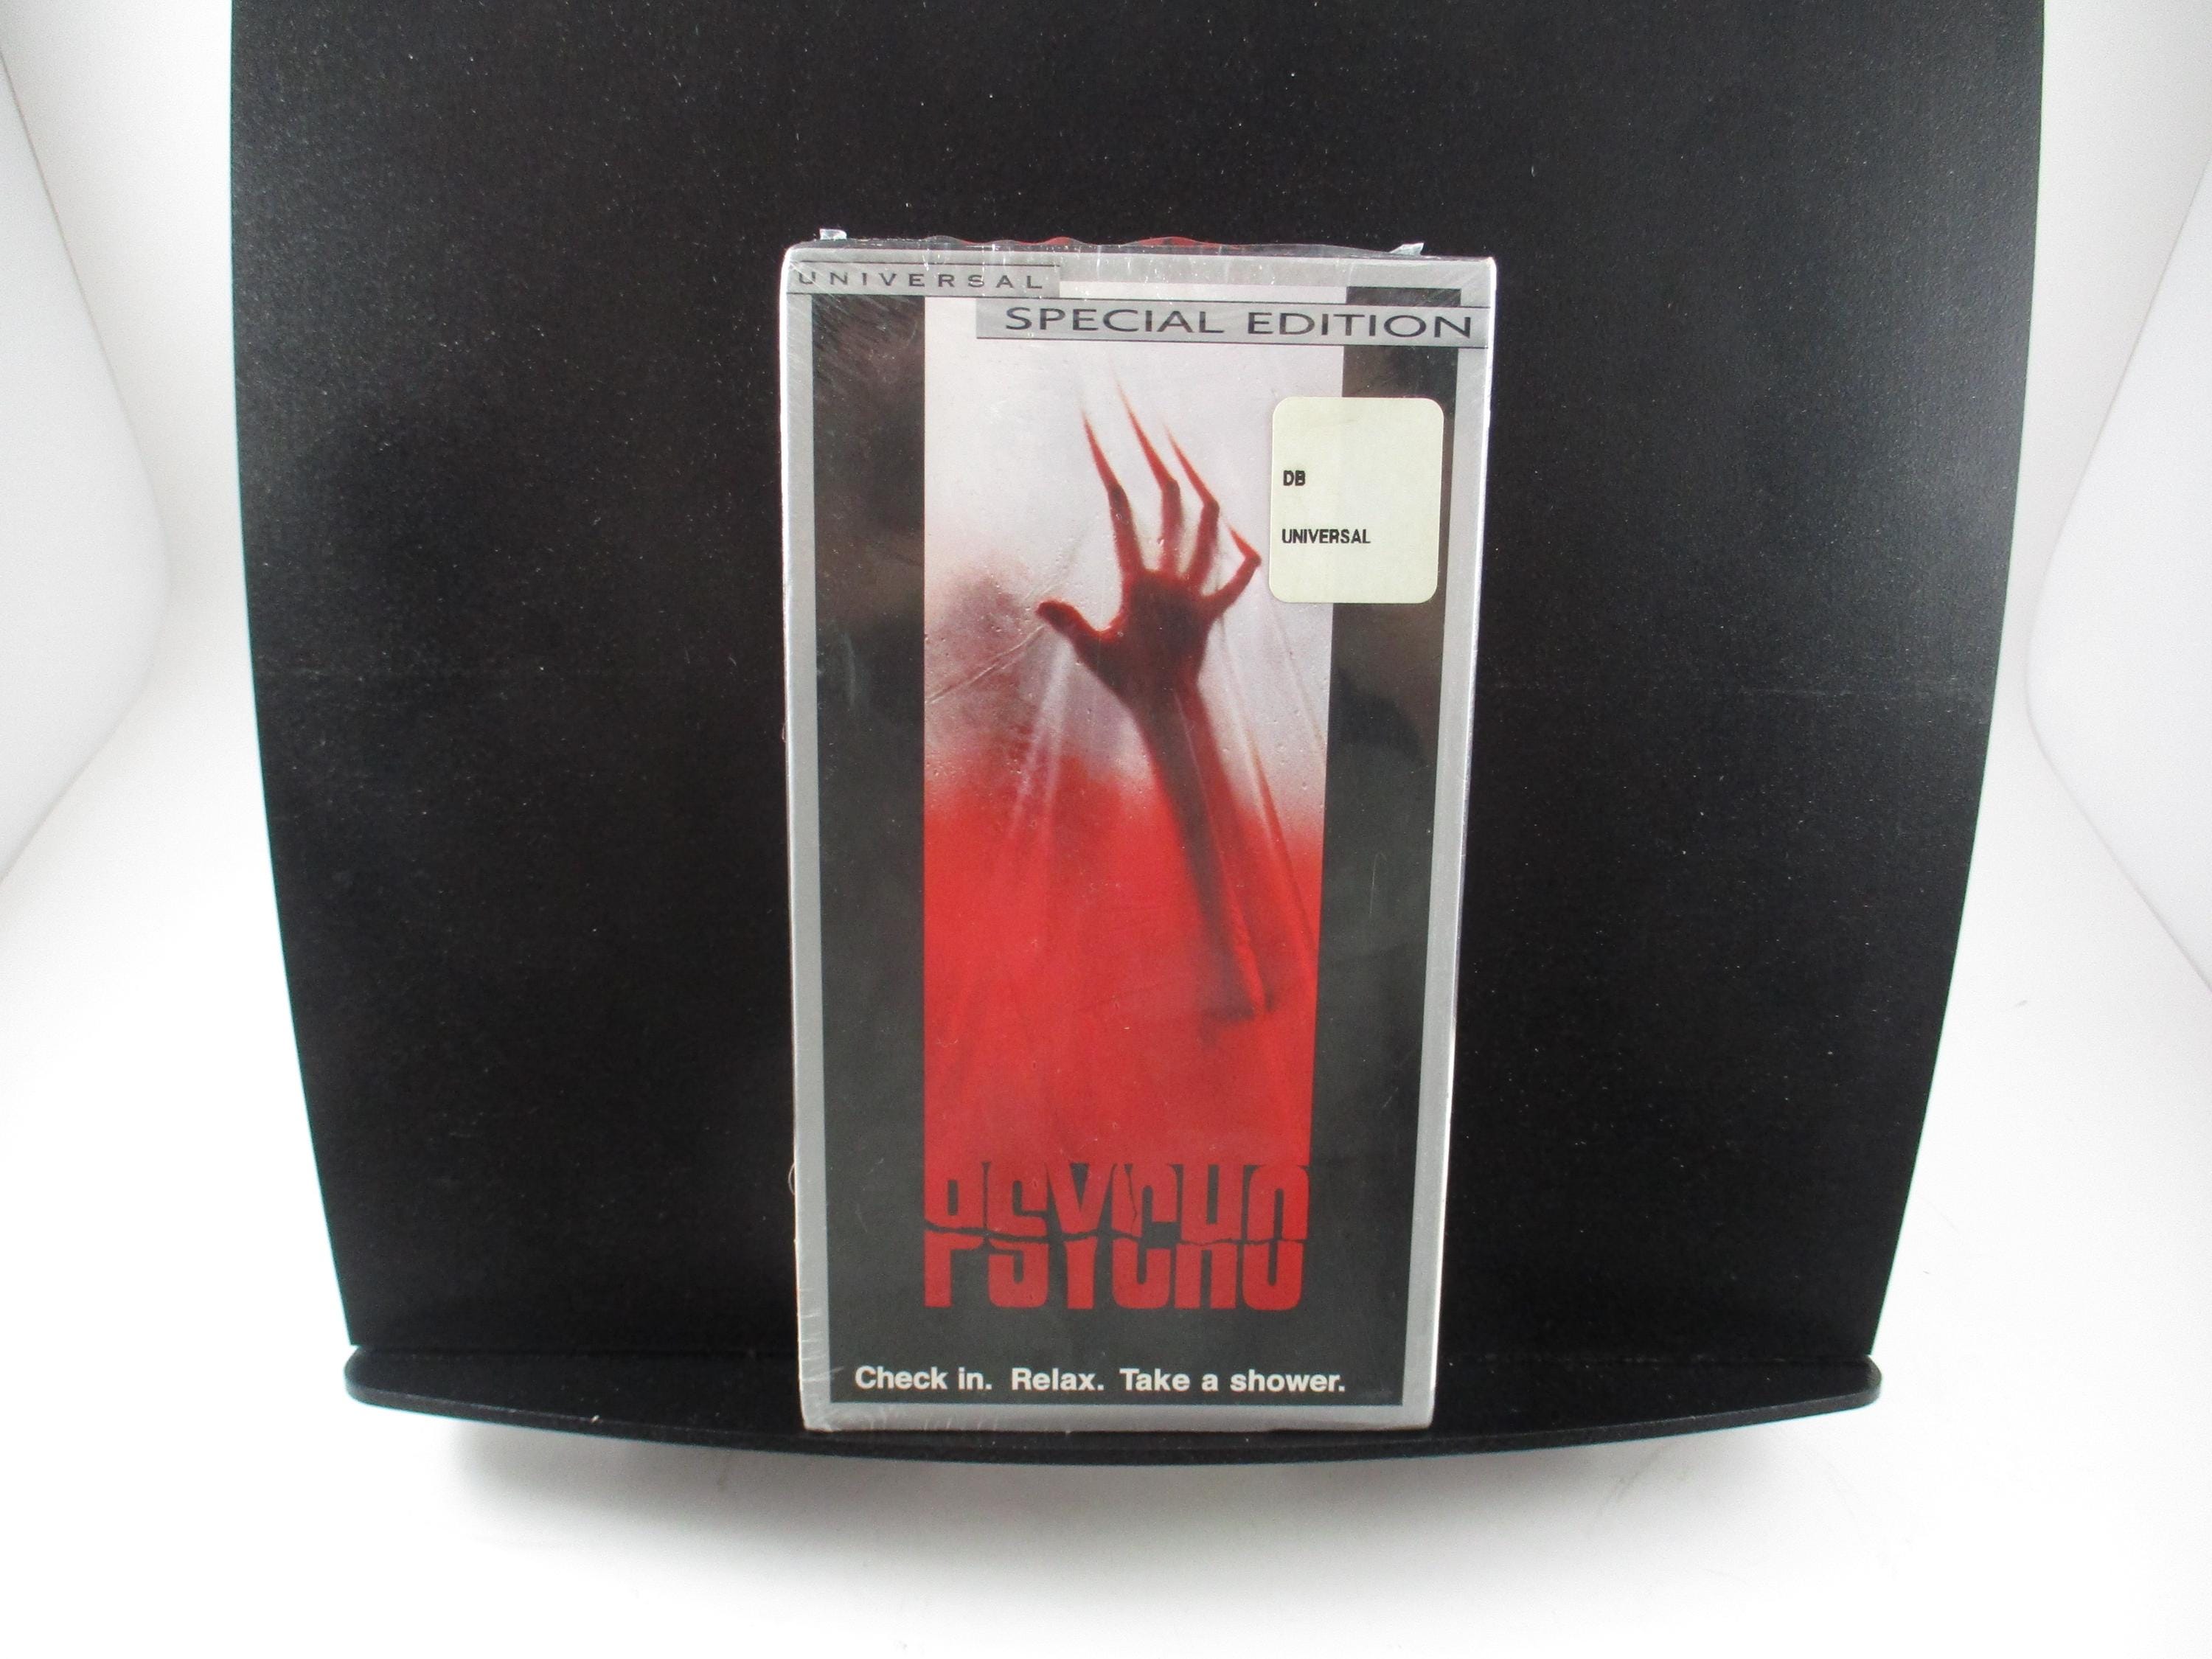 UNIVERSAL
SPECIAL EDITION
DB
UNIVERSAL
PSYCHO
Check in. Relax. Take a shower.